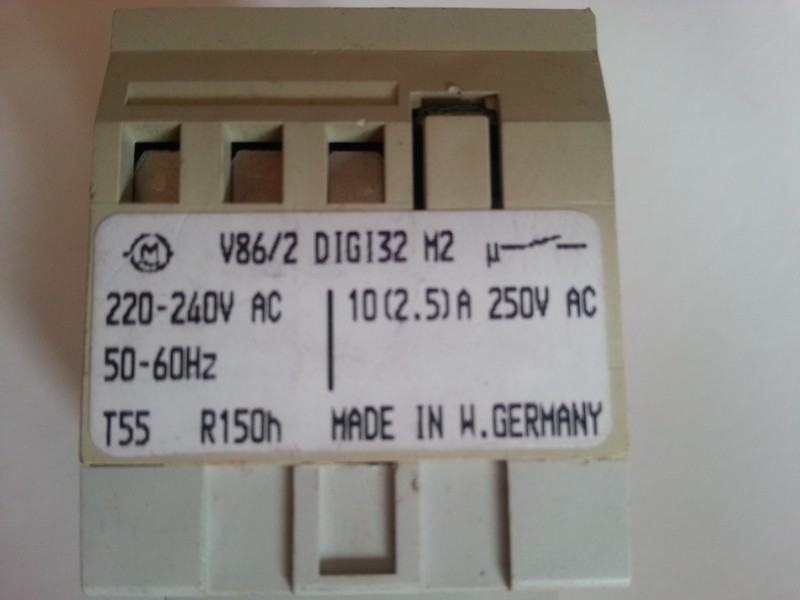 M V86/2 DIGI32 M2 µ
220-240V AC 10(2.5)A 250V AC
50-60Hz
T55 R150h MADE IN W.GERMANY